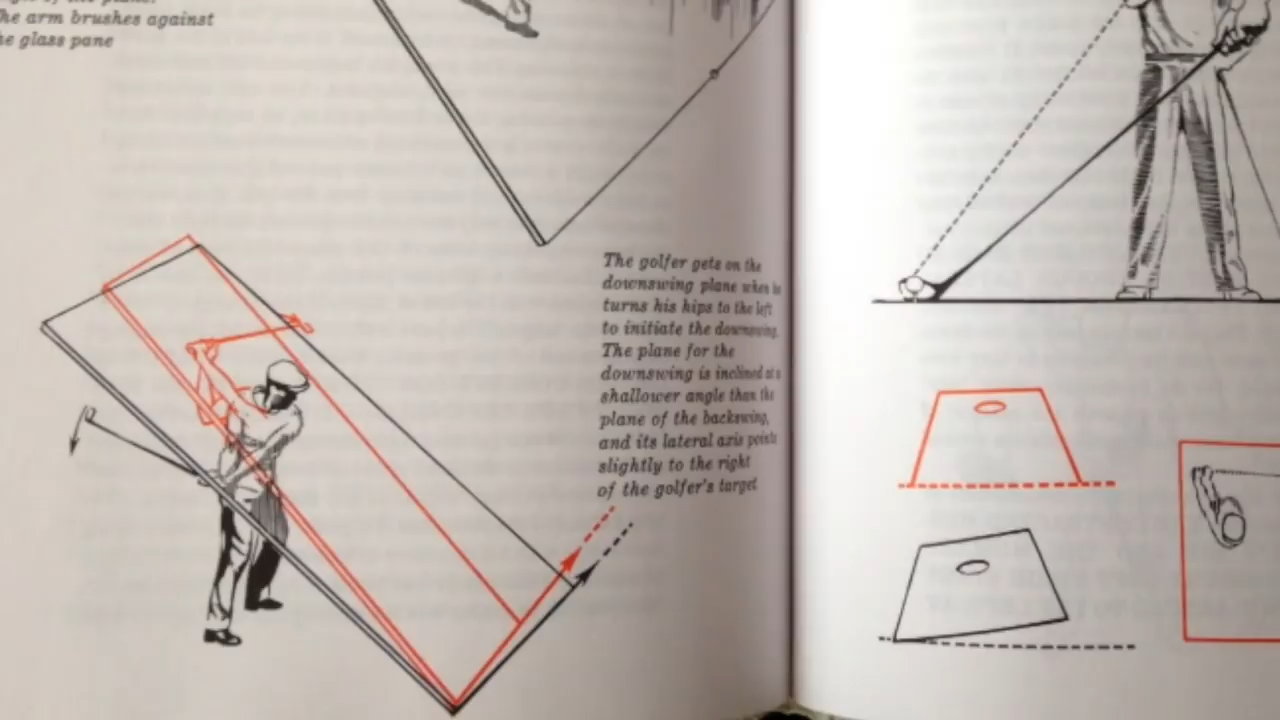 The arm brushes against
the glass pane
The golfer gets on the
downswing plane when he
turns his hips to the left
to initiate the downswing.
The plane for the
downswing is inclined at a
shallower angle than the
plane of the backswing,
and its lateral axis points
slightly to the right
of the golfer's target